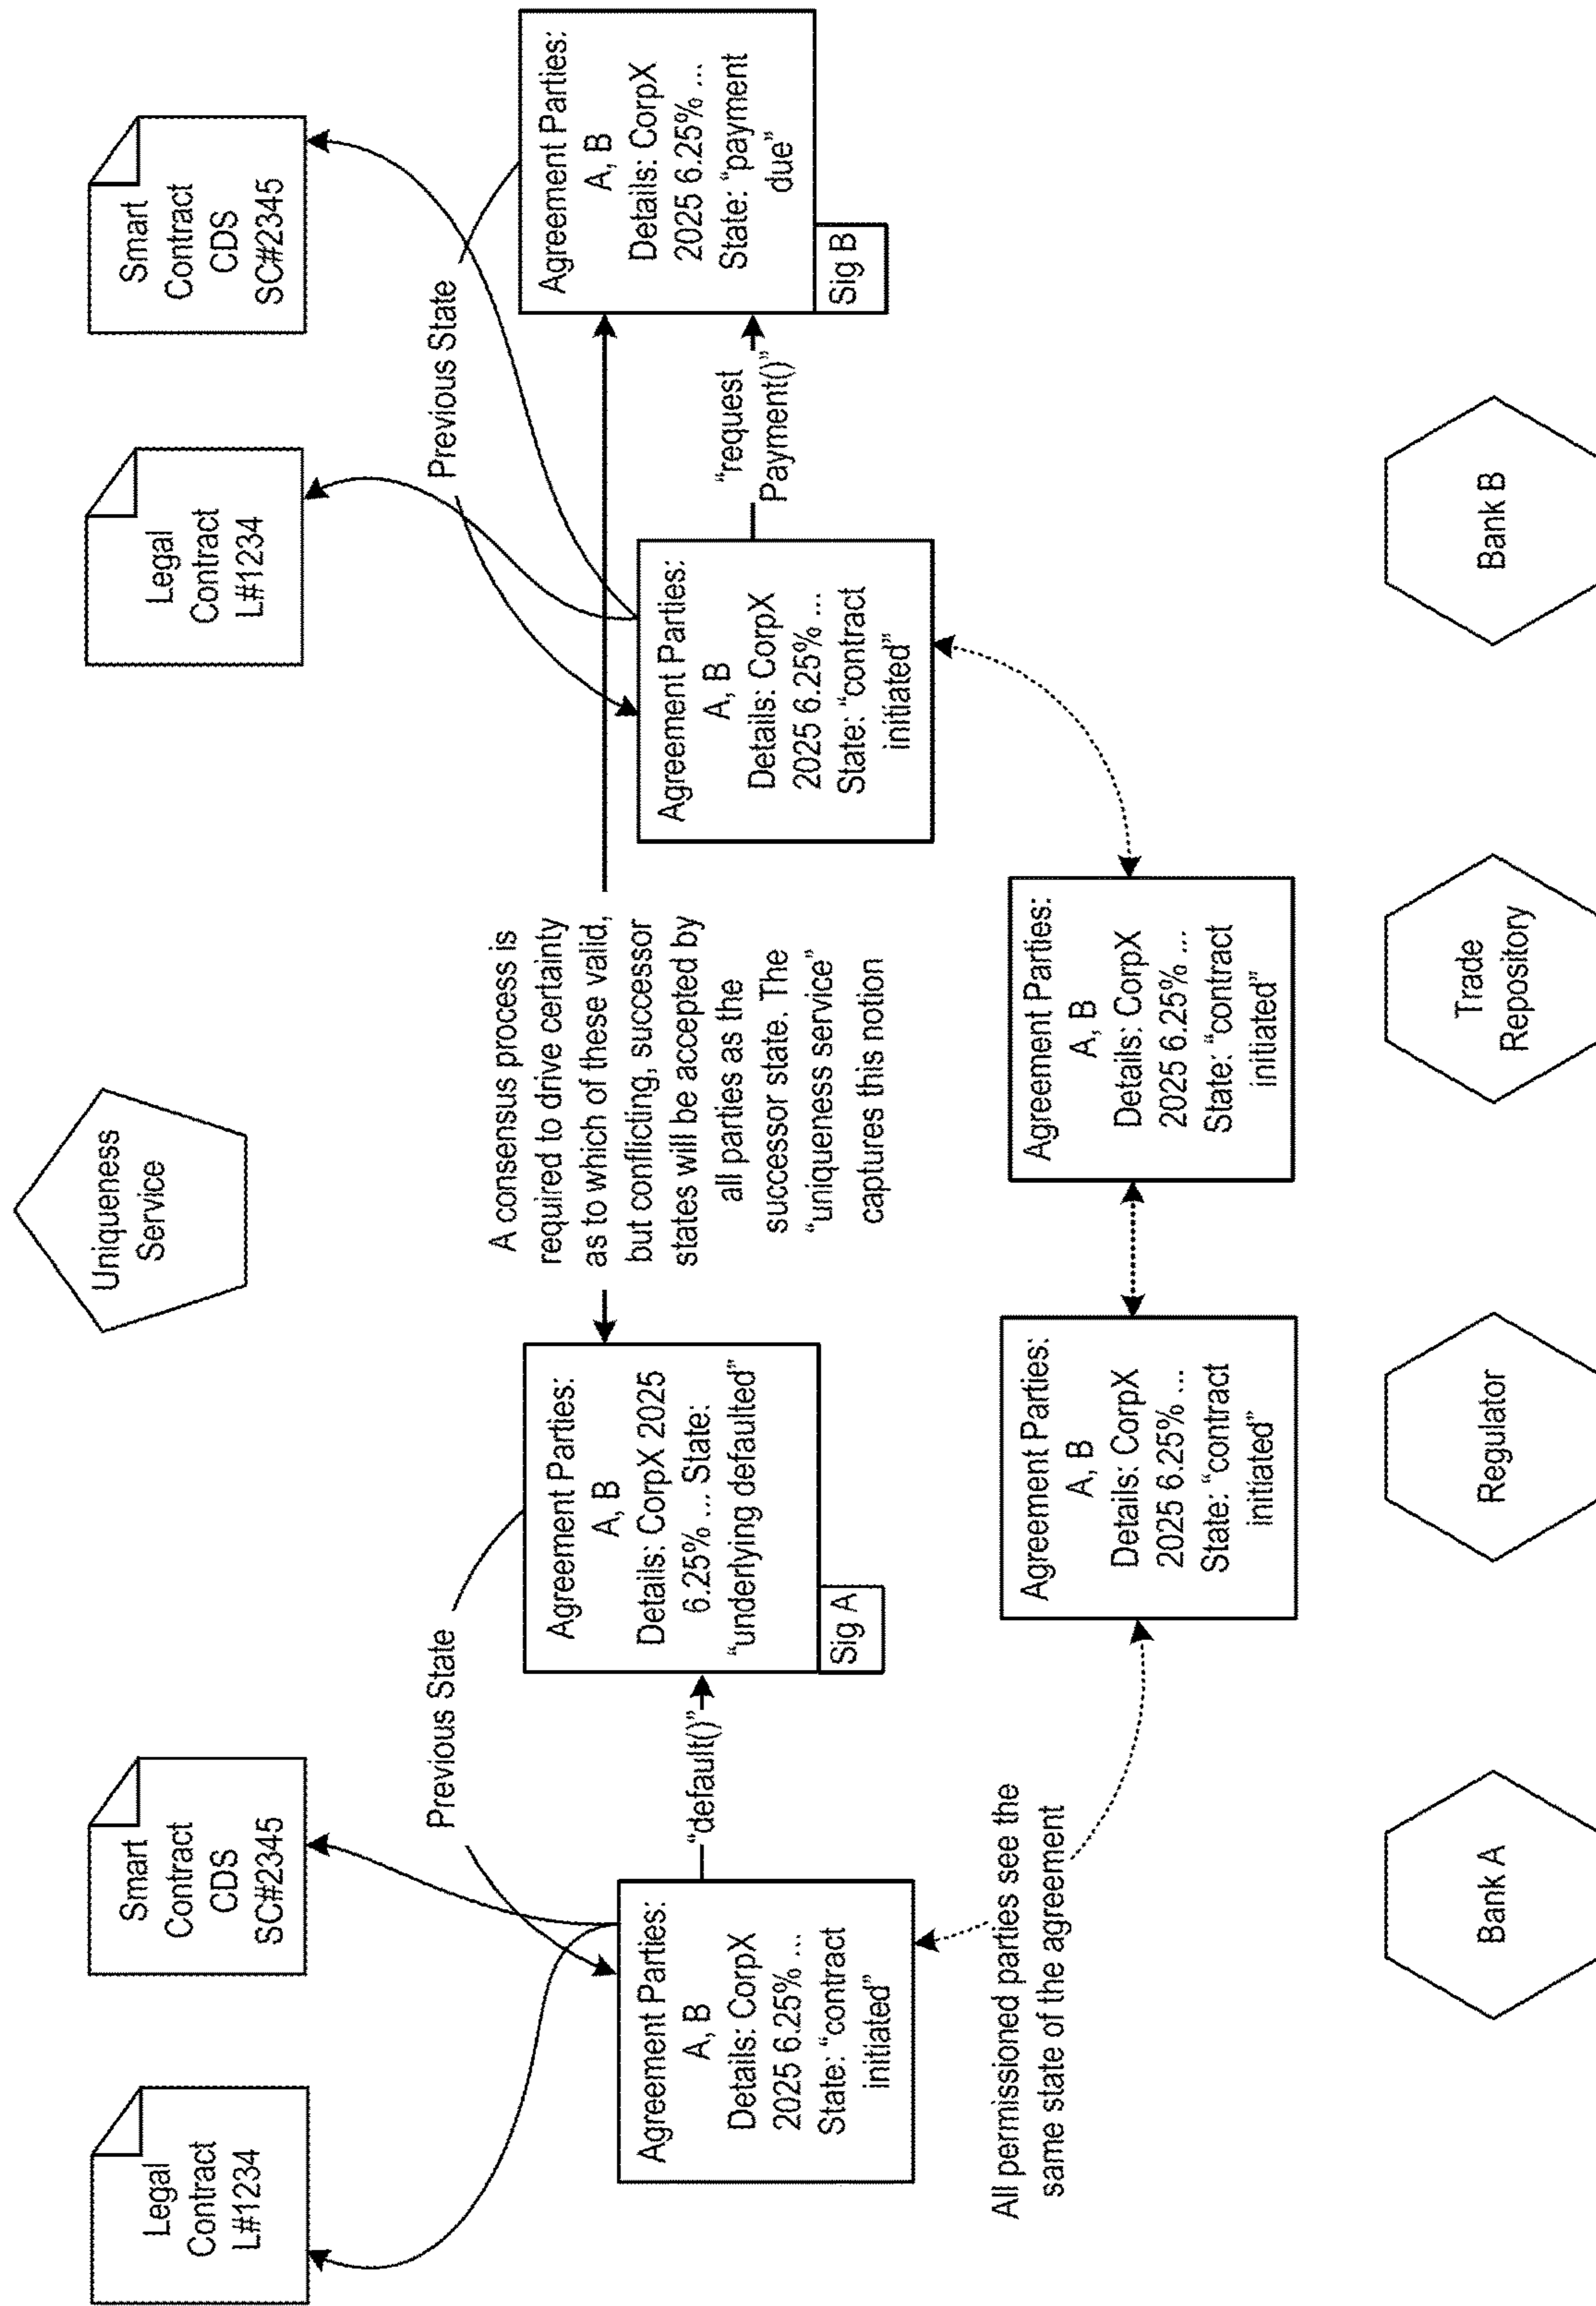 Uniqueness
Service
Legal
Contract
L#1234
Smart
Contract
CDS
SC#2345
Legal
Contract
L#1234
Smart
Contract
CDS
SC#2345
Previous State
Previous State
Agreement Parties:
A, B
Details: CorpX
2025 6.25% ...
State: “contract
initiated”
“default()”
Agreement Parties:
A, B
Details: CorpX 2025
6.25% ... State:
“underlying defaulted”
Sig A
A consensus process is
required to drive certainty
as to which of these valid,
but conflicting, successor
states will be accepted by
all parties as the
successor state. The
“uniqueness service”
captures this notion
Agreement Parties:
A, B
Details: CorpX
2025 6.25% ...
State: “contract
initiated”
“request
Payment()”
Agreement Parties:
A, B
Details: CorpX
2025 6.25% ...
State: “payment
due”
Sig B
All permissioned parties see the
same state of the agreement
Agreement Parties:
A, B
Details: CorpX
2025 6.25% ...
State: “contract
initiated”
Agreement Parties:
A, B
Details: CorpX
2025 6.25% ...
State: “contract
initiated”
Bank A
Regulator
Trade
Repository
Bank B